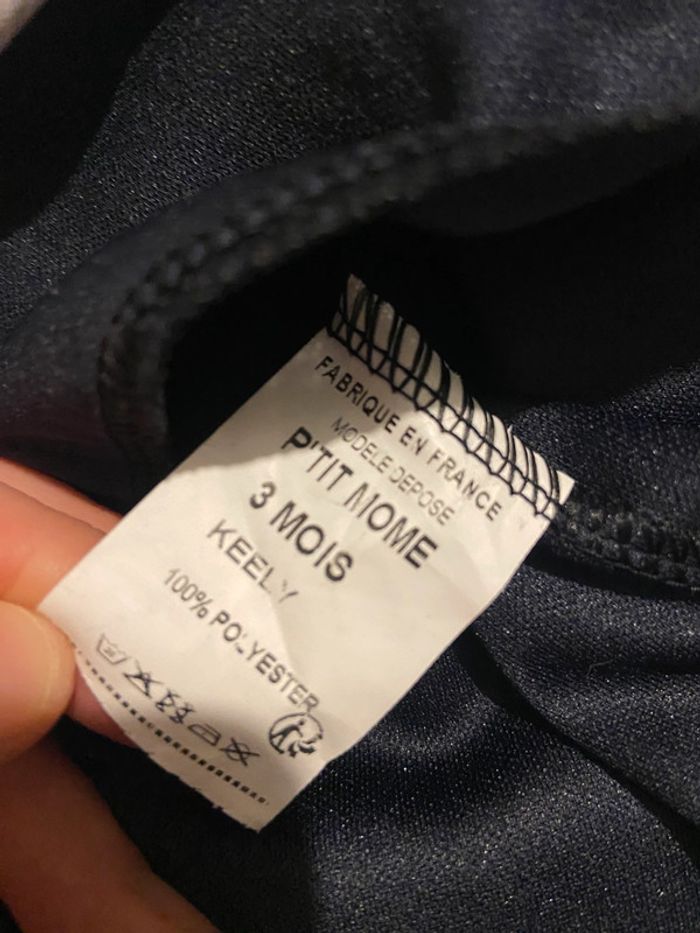 FABRIQUE EN FRANCE
MODELE DEPOSE
P'TIT MOME
3 MOIS
KEELY
100% POLYESTER